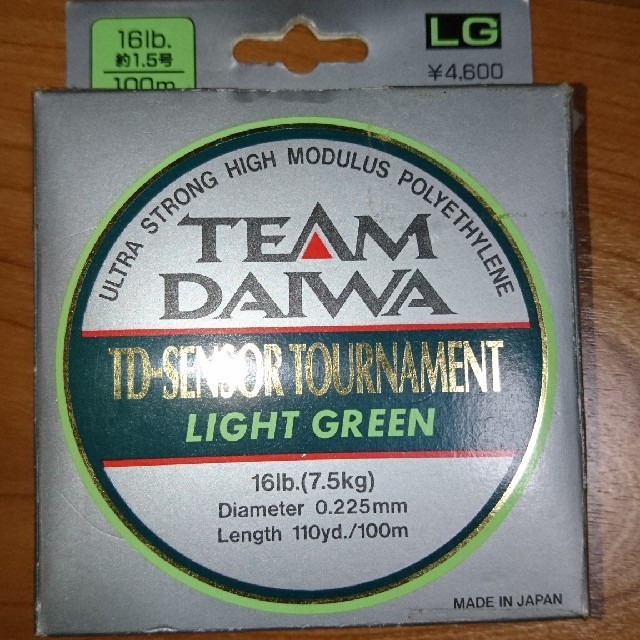 16lb.
約1.5号
100m
LG
¥4,600
ULTRA STRONG HIGH MODULUS POLYETHYLENE
TEAM
DAIWA
TD-SENSOR TOURNAMENT
LIGHT GREEN
16lb.(7.5kg)
Diameter 0.225mm
Length 110yd./100m
MADE IN JAPAN